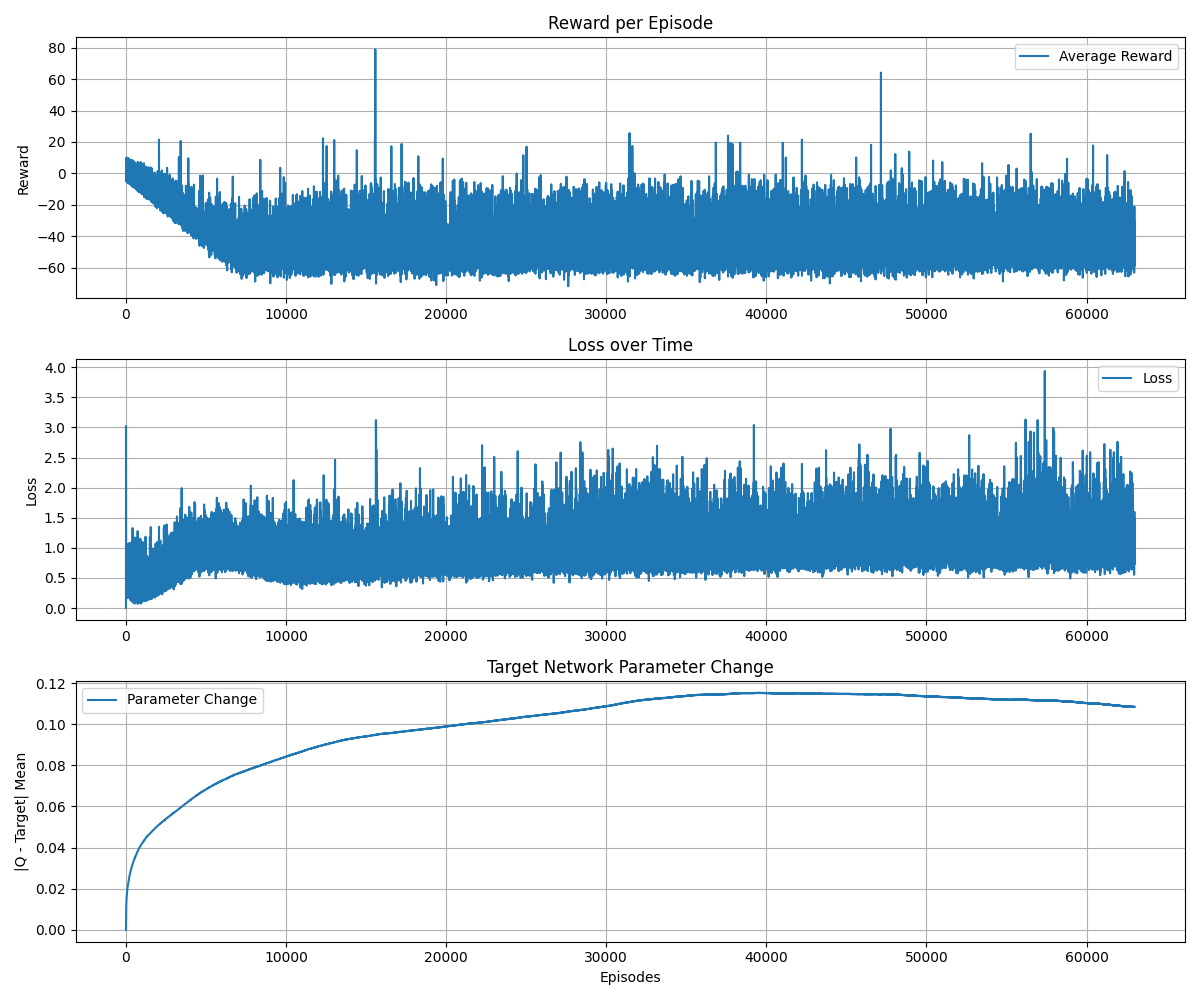 Reward per Episode
Average Reward
Reward
80
60
40
20
0
−20
−40
−60
0 10000 20000 30000 40000 50000 60000
Loss over Time
Loss
Loss
4.0
3.5
3.0
2.5
2.0
1.5
1.0
0.5
0.0
0 10000 20000 30000 40000 50000 60000
Target Network Parameter Change
Parameter Change
|Q - Target| Mean
0.12
0.10
0.08
0.06
0.04
0.02
0.00
0 10000 20000 30000 40000 50000 60000
Episodes